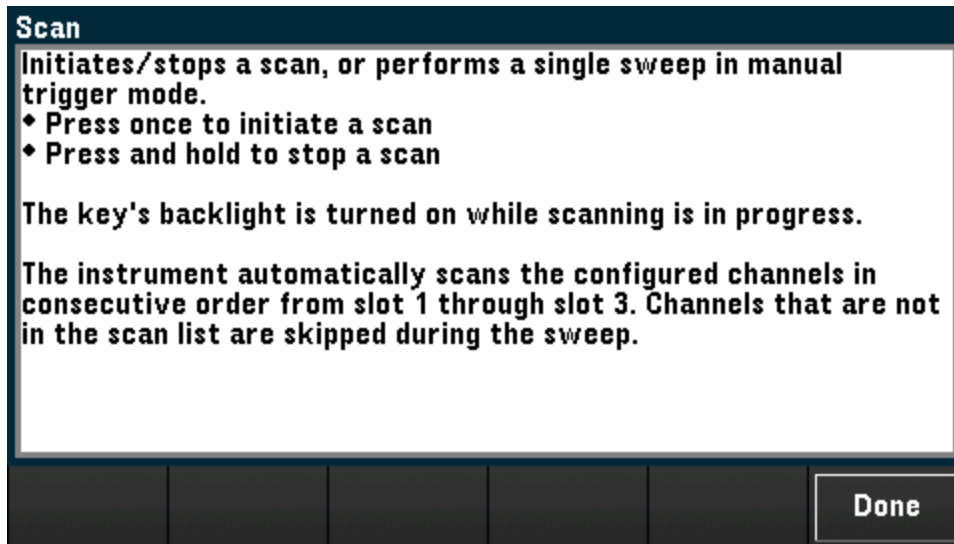 Scan
Initiates/stops a scan, or performs a single sweep in manual
trigger mode.
• Press once to initiate a scan
• Press and hold to stop a scan
The key's backlight is turned on while scanning is in progress.
The instrument automatically scans the configured channels in
consecutive order from slot 1 through slot 3. Channels that are not
in the scan list are skipped during the sweep.
Done